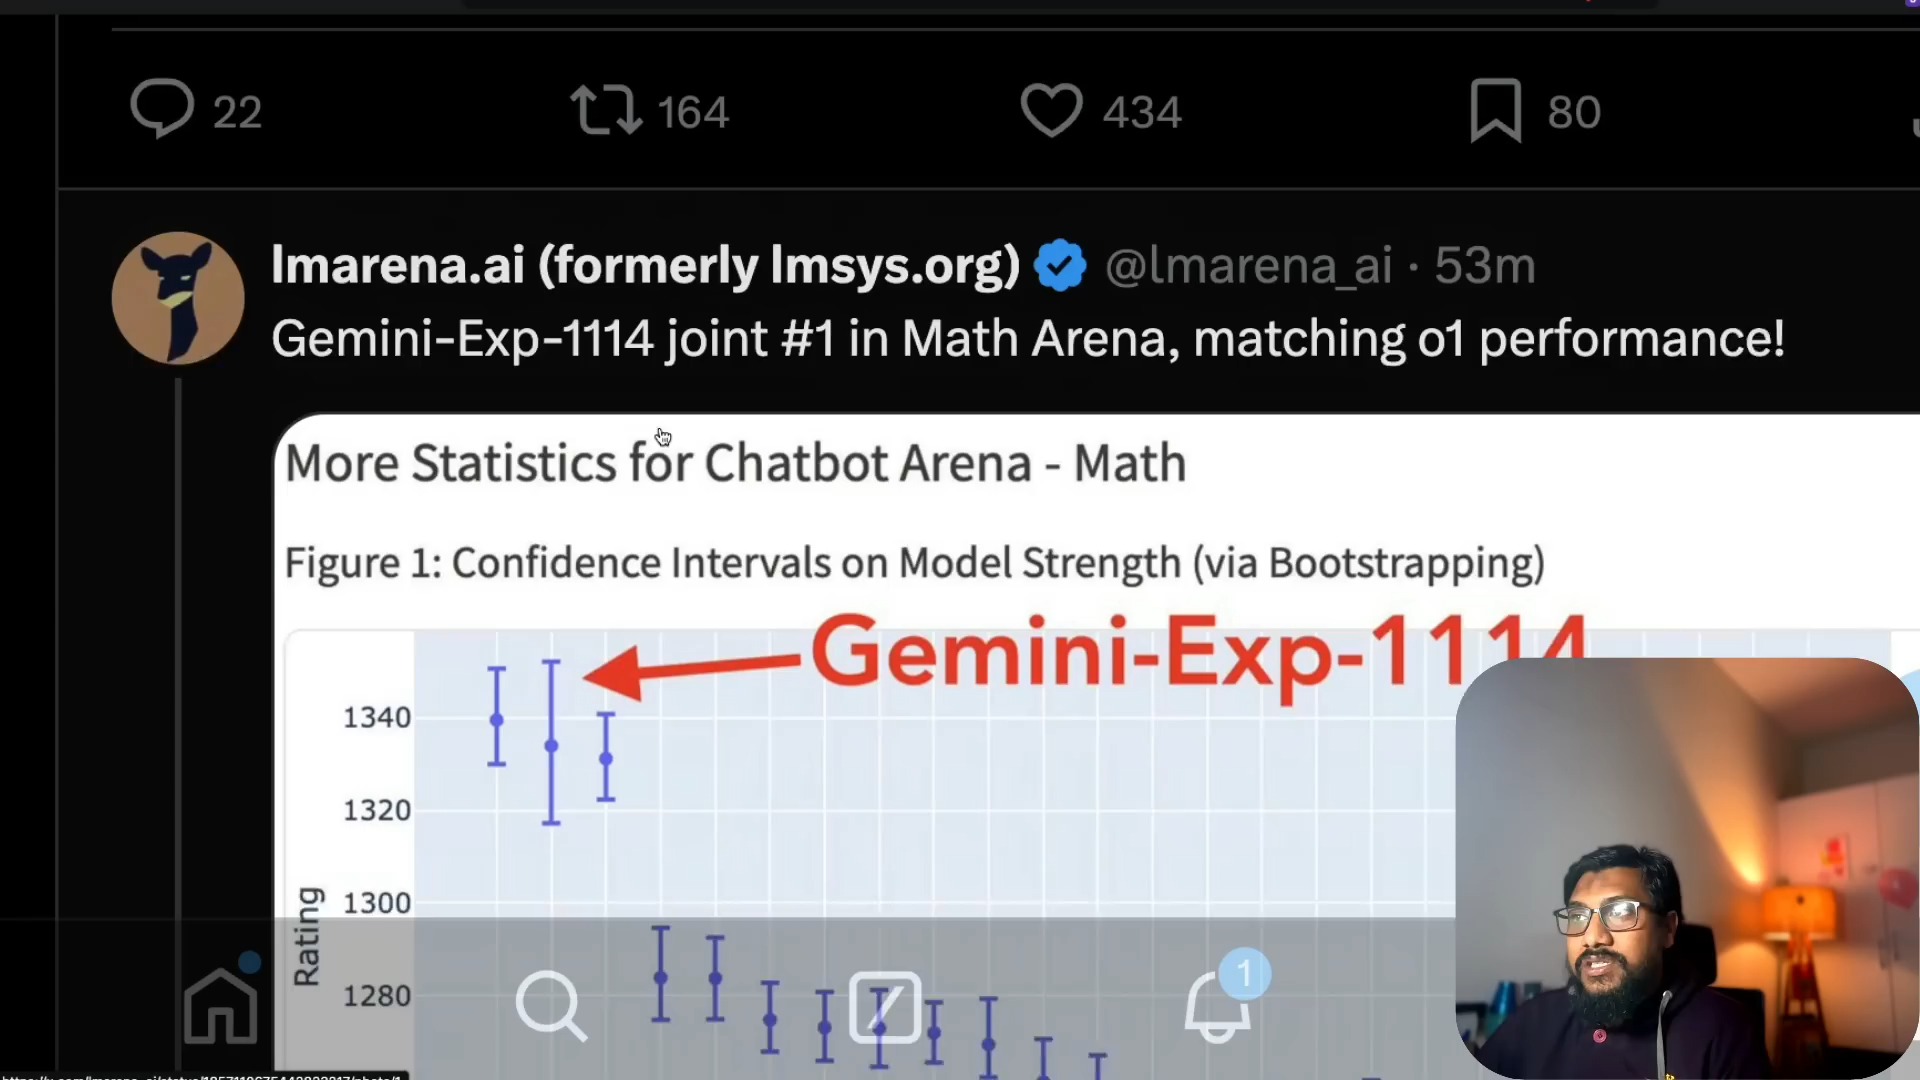 22 164 434 80
lmarena.ai (formerly lmsys.org) @lmarena_ai · 53m
Gemini-Exp-1114 joint #1 in Math Arena, matching o1 performance!
More Statistics for Chatbot Arena - Math
Figure 1: Confidence Intervals on Model Strength (via Bootstrapping)
Gemini-Exp-1114
1340
1320
1300
Rating
1280
1